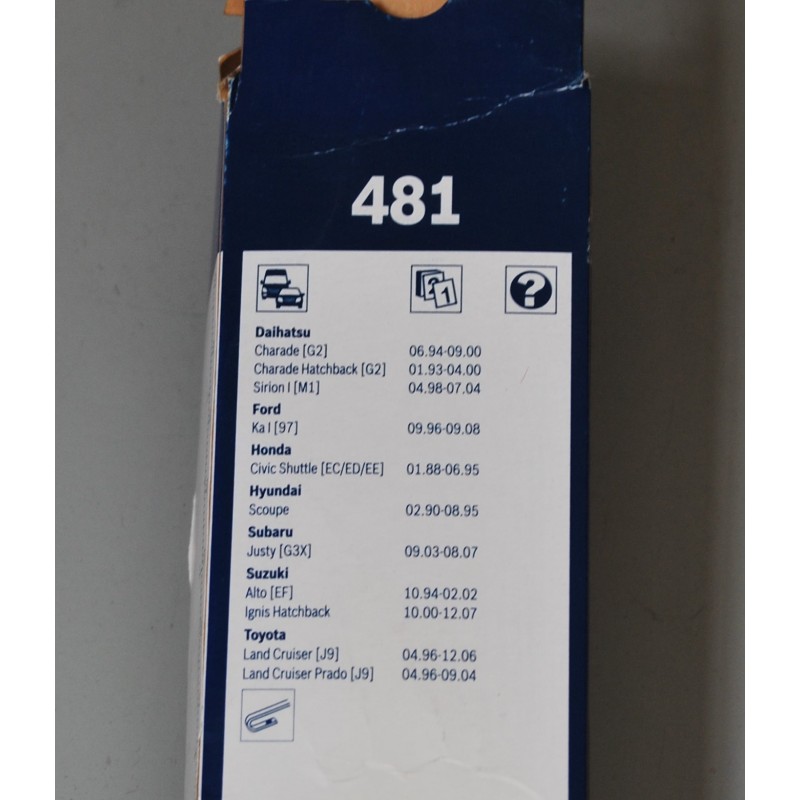 481
2 1 ?
Daihatsu
Charade [G2] 06.94-09.00
Charade Hatchback [G2] 01.93-04.00
Sirion I [M1] 04.98-07.04
Ford
Ka I [97] 09.96-09.08
Honda
Civic Shuttle [EC/ED/EE] 01.88-06.95
Hyundai
Scoupe 02.90-08.95
Subaru
Justy [G3X] 09.03-08.07
Suzuki
Alto [EF] 10.94-02.02
Ignis Hatchback 10.00-12.07
Toyota
Land Cruiser [J9] 04.96-12.06
Land Cruiser Prado [J9] 04.96-09.04